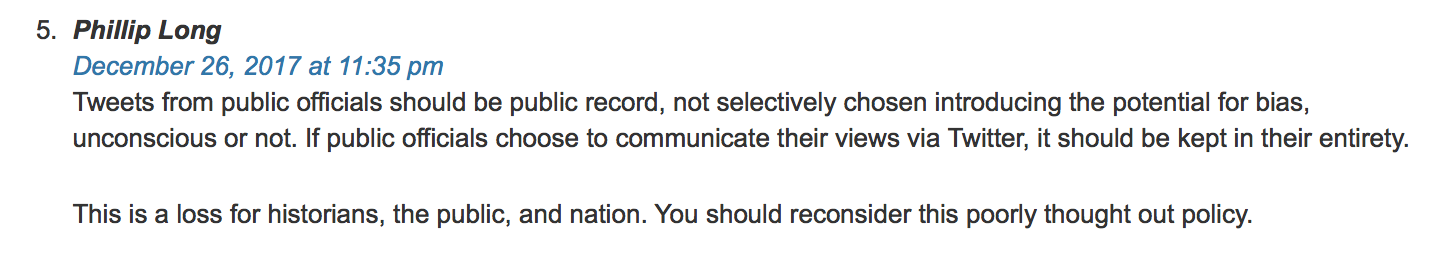 5. Phillip Long
December 26, 2017 at 11:35 pm
Tweets from public officials should be public record, not selectively chosen introducing the potential for bias,
unconscious or not. If public officials choose to communicate their views via Twitter, it should be kept in their entirety.
This is a loss for historians, the public, and nation. You should reconsider this poorly thought out policy.